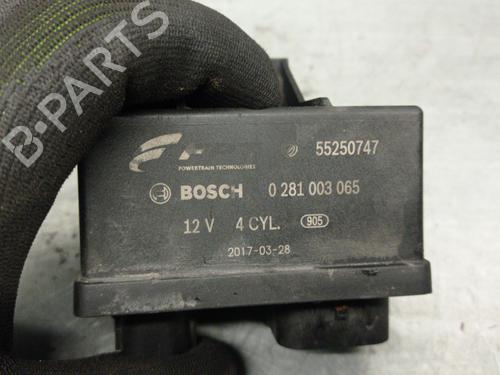 55250747
POWERTRAIN TECHNOLOGIES
BOSCH 0 281 003 065
12 V 4 CYL. 905
2017-03-28
B-PARTS